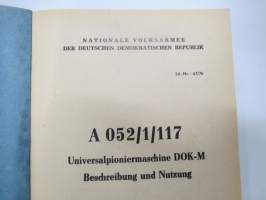 NATIONALE VOLKSARMEE
DER DEUTSCHEN DEMOKRATISCHEN REPUBLIK
A 052/1/117
Universalpioniermaschine DOK-M
Beschreibung und Nutzung